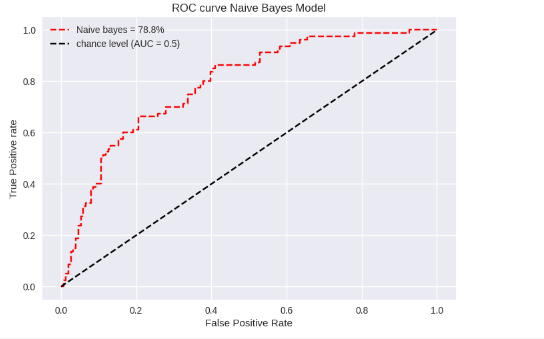 ROC curve Naive Bayes Model
Naive bayes = 78.8%
chance level (AUC = 0.5)
True Positive rate
1.0
0.8
0.6
0.4
0.2
0.0
0.0 0.2 0.4 0.6 0.8 1.0
False Positive Rate